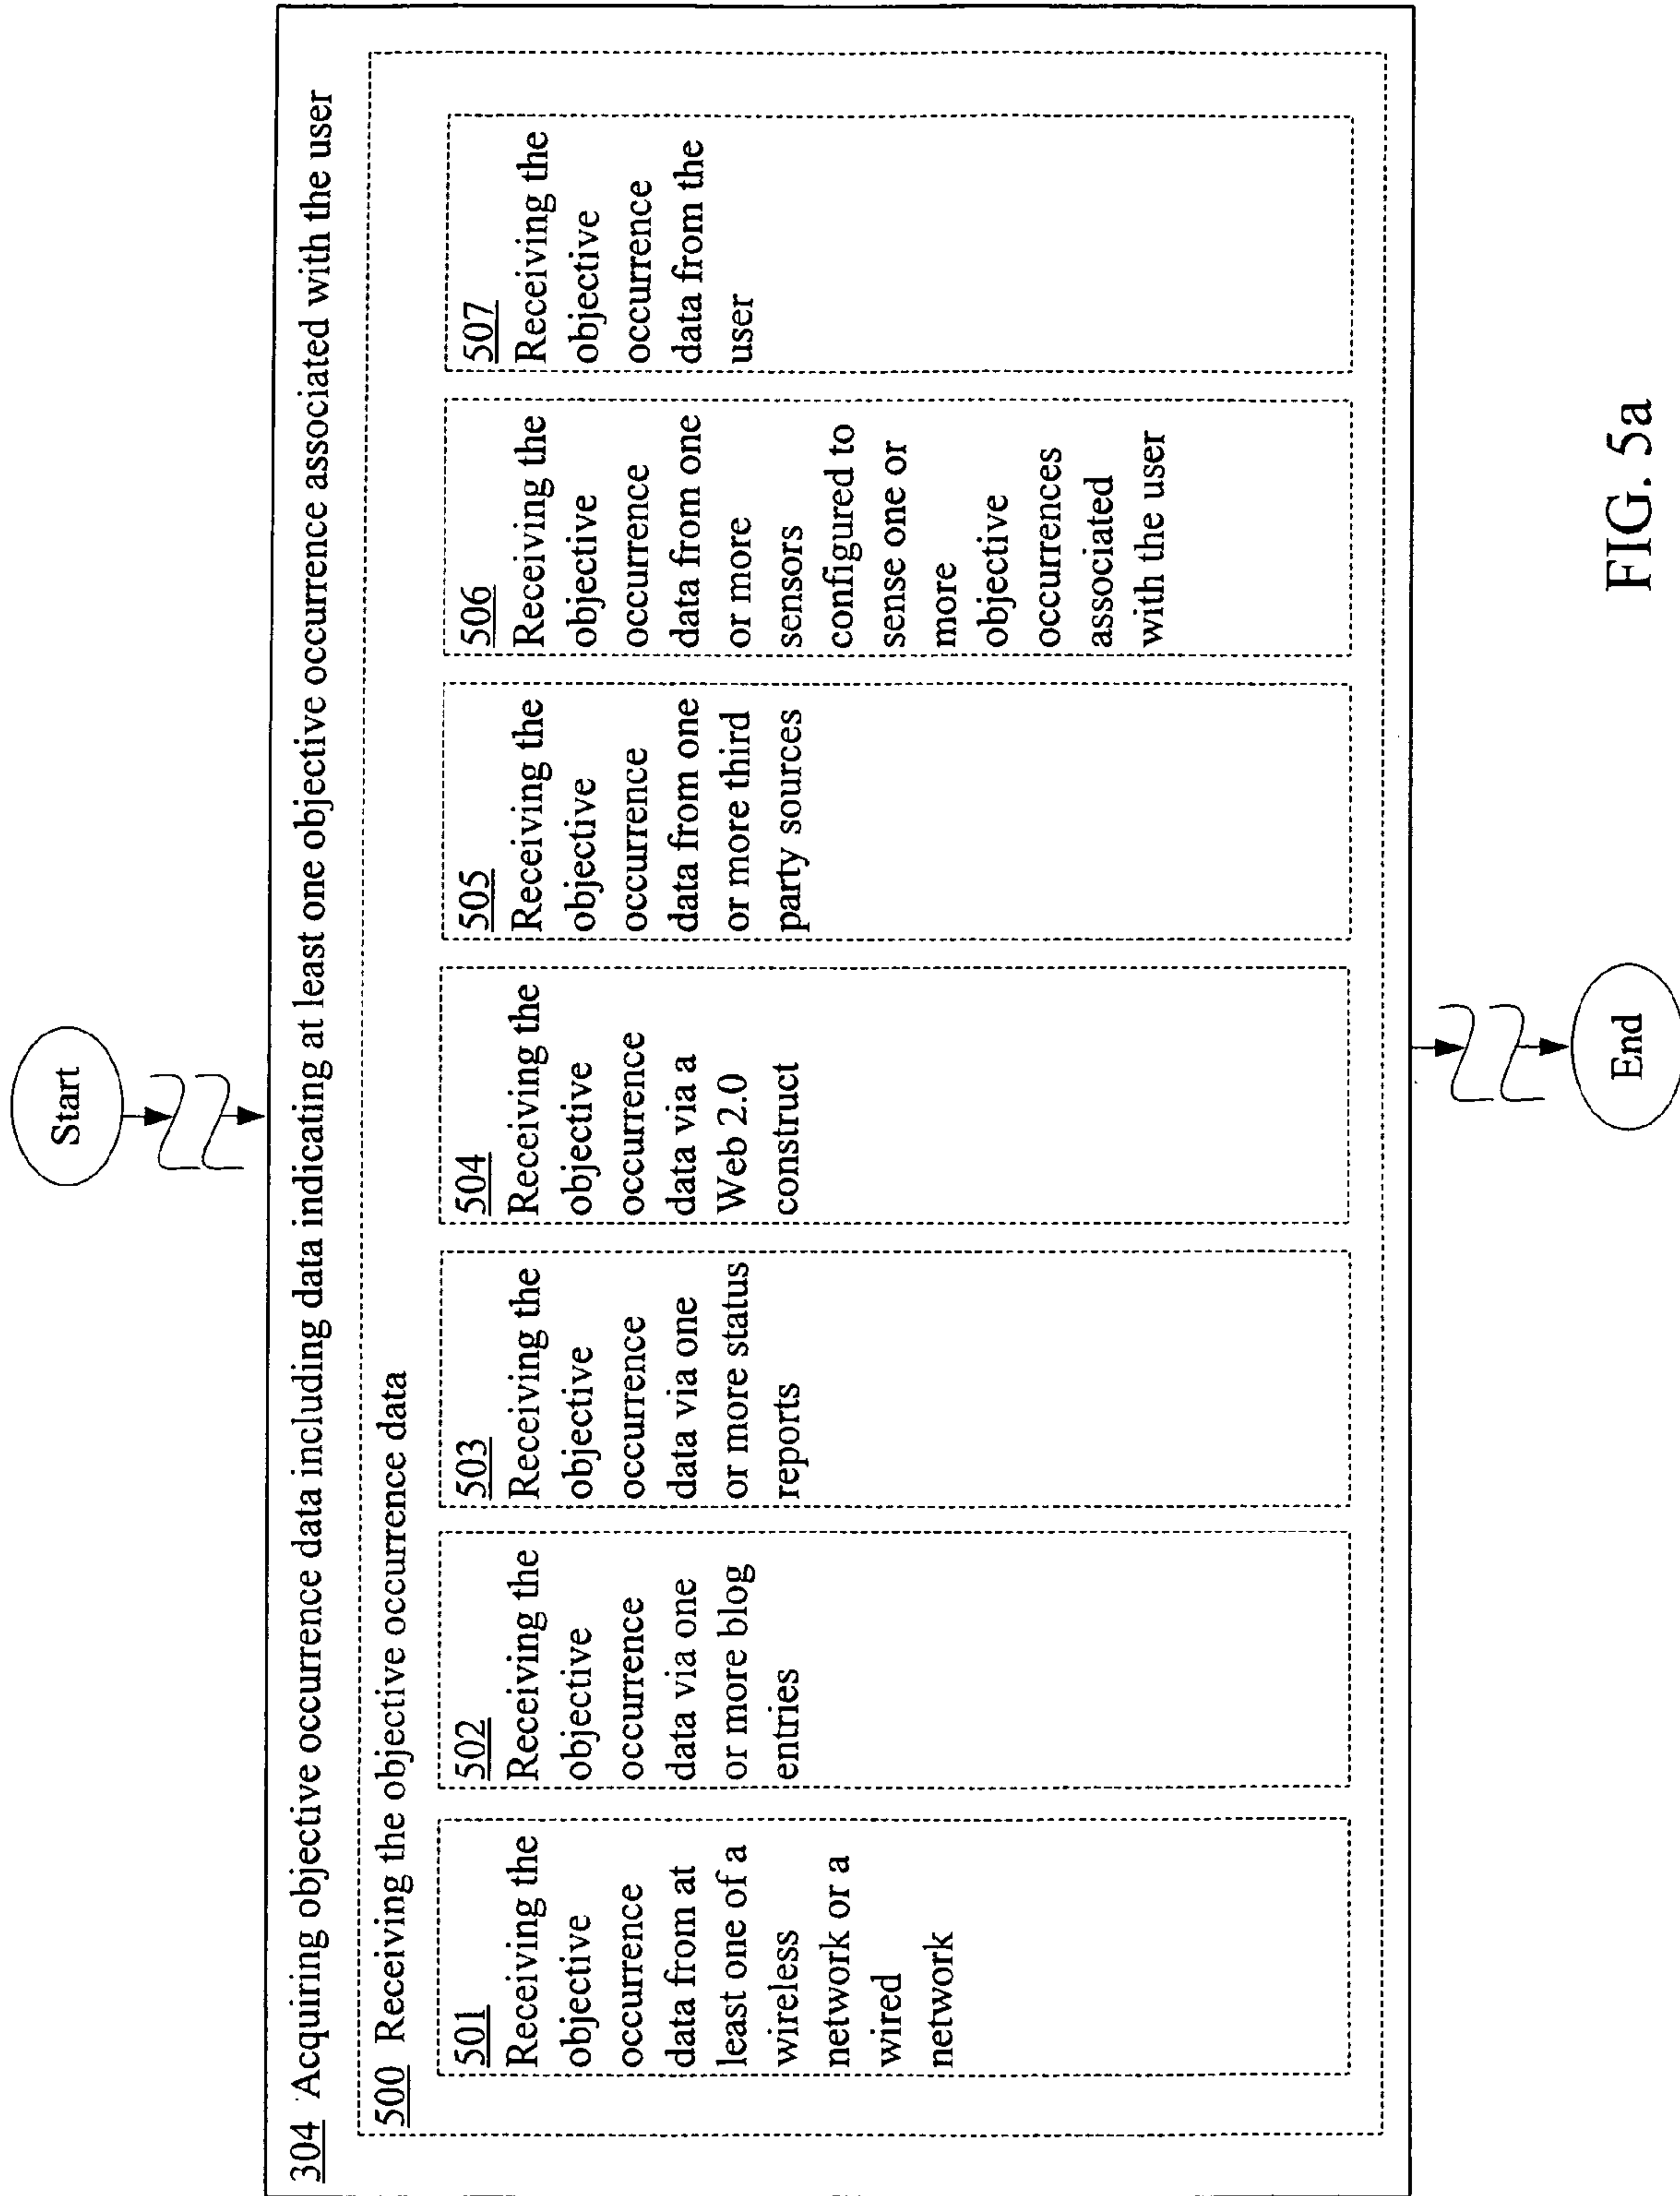 Start
304 Acquiring objective occurrence data including data indicating at least one objective occurrence associated with the user
500 Receiving the objective occurrence data
501
Receiving the
objective
occurrence
data from at
least one of a
wireless
network or a
wired
network
502
Receiving the
objective
occurrence
data via one
or more blog
entries
503
Receiving the
objective
occurrence
data via one
or more status
reports
504
Receiving the
objective
occurrence
data via a
Web 2.0
construct
505
Receiving the
objective
occurrence
data from one
or more third
party sources
506
Receiving the
objective
occurrence
data from one
or more
sensors
configured to
sense one or
more
objective
occurrences
associated
with the user
507
Receiving the
objective
occurrence
data from the
user
End
FIG. 5a